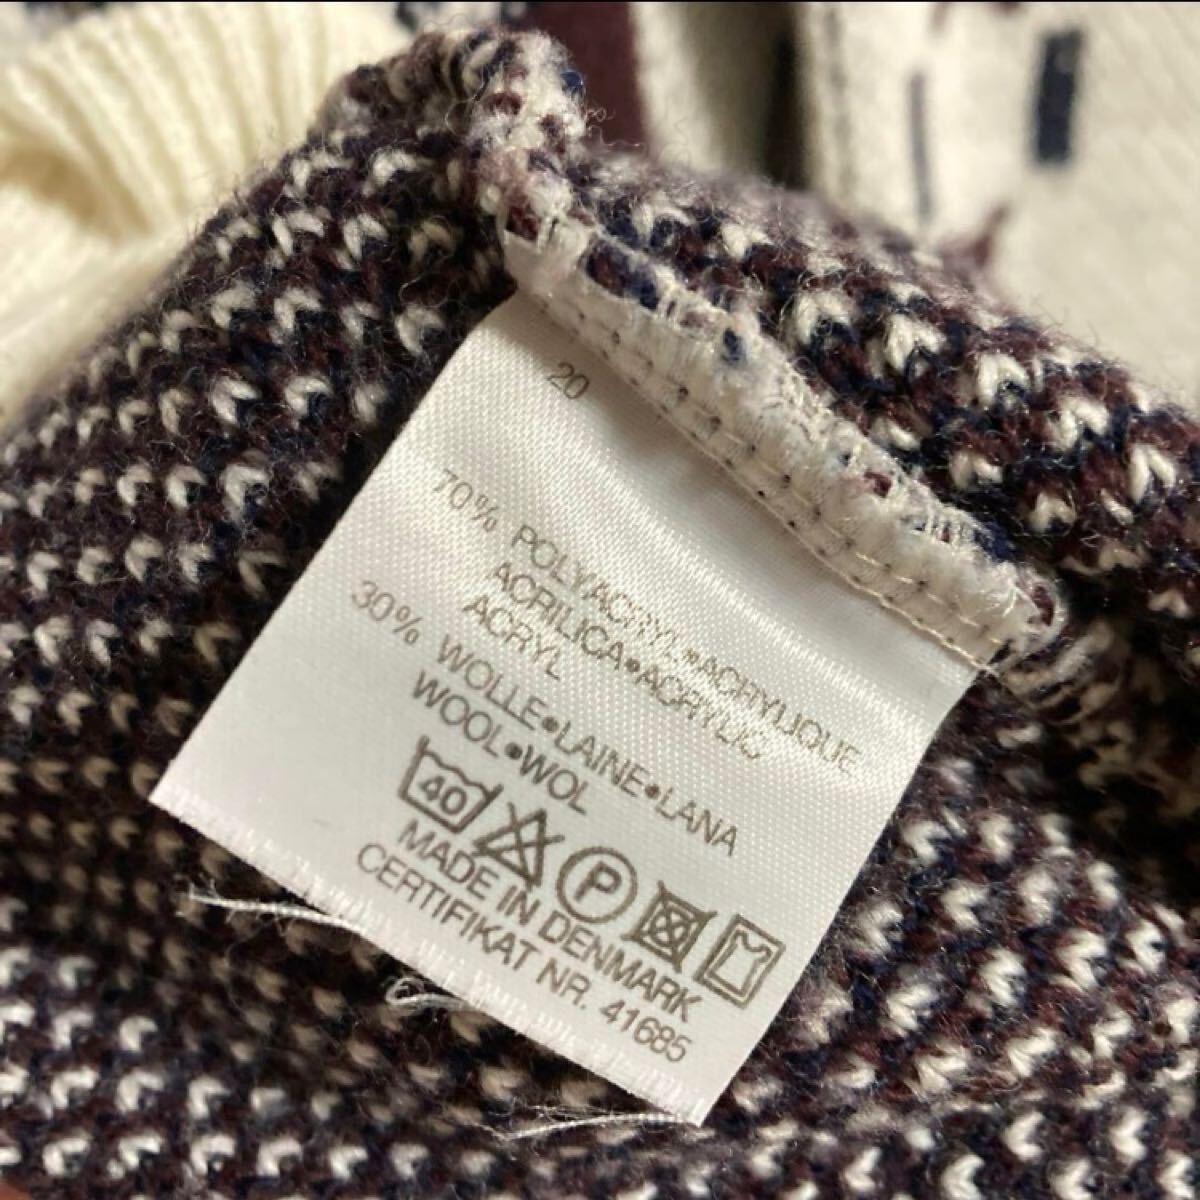 20
70% POLYACRYL•ACRYLIQUE
ACRILICA•ACRYLIC
ACRYL
30% WOLLE•LAINE•LANA
WOOL•WOL
40 P
MADE IN DENMARK
CERTIFIKAT NR. 41685